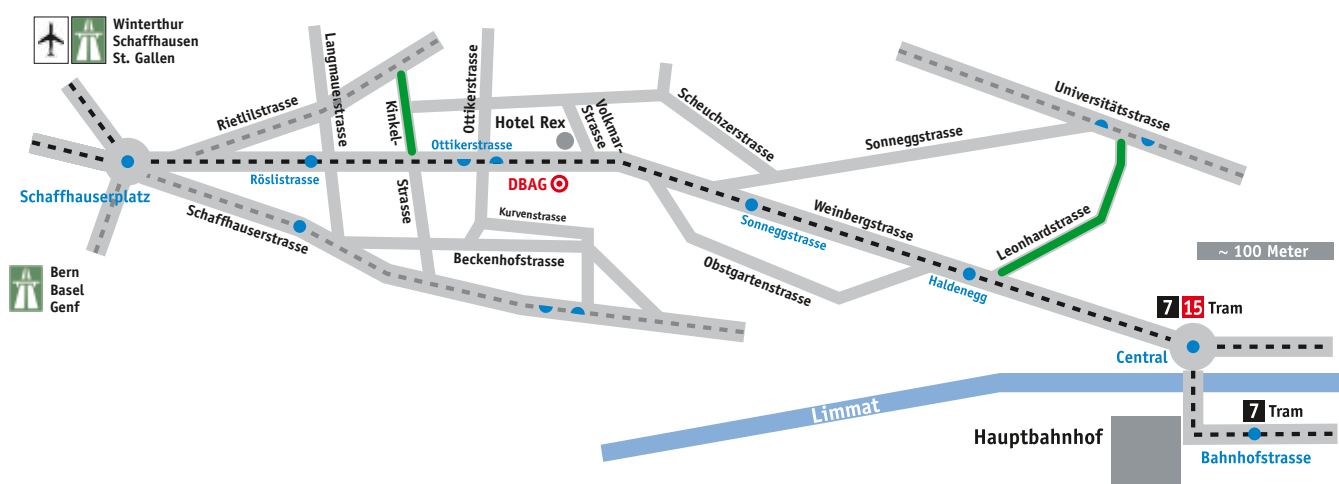 Winterthur
Schaffhausen
St. Gallen
Langmauerstrasse
Rietlistrasse
Kinkel-
Strasse
Ottikerstrasse
Hotel Rex
Volkmar-
Strasse
Scheuchzerstrasse
Sonneggstrasse
Universitätsstrasse
Ottikerstrasse
Röslistrasse
DBAG
Schaffhauserplatz
Schaffhauserstrasse
Kurvenstrasse
Beckenhofstrasse
Sonneggstrasse
Weinbergstrasse
Leonhardstrasse
Obstgartenstrasse
Haldenegg
~ 100 Meter
Bern
Basel
Genf
7 15 Tram
Central
Limmat
7 Tram
Hauptbahnhof
Bahnhofstrasse